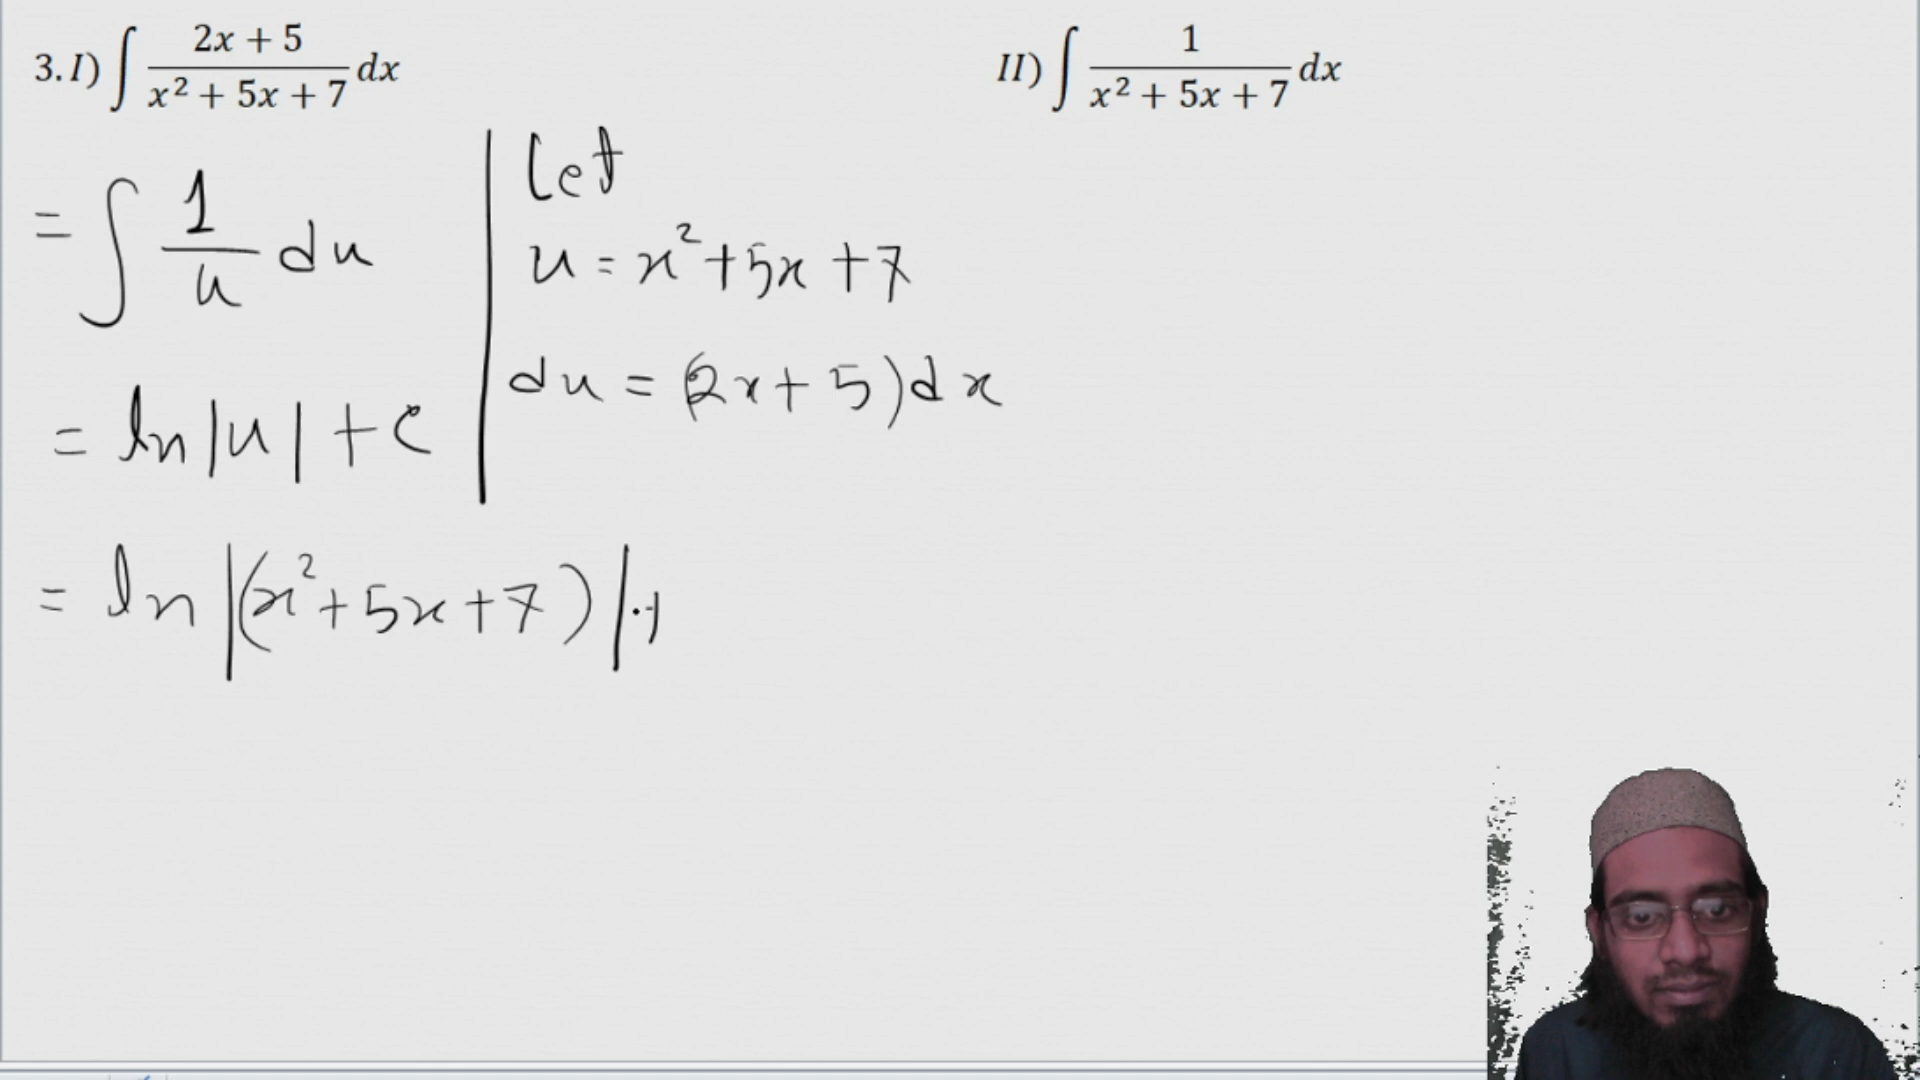 3. I) ∫ (2x + 5)/(x² + 5x + 7) dx
II) ∫ 1/(x² + 5x + 7) dx
= ∫ 1/u du
Let
u = x² + 5x + 7
du = (2x + 5) dx
= ln |u| + c
= ln |(x² + 5x + 7)|